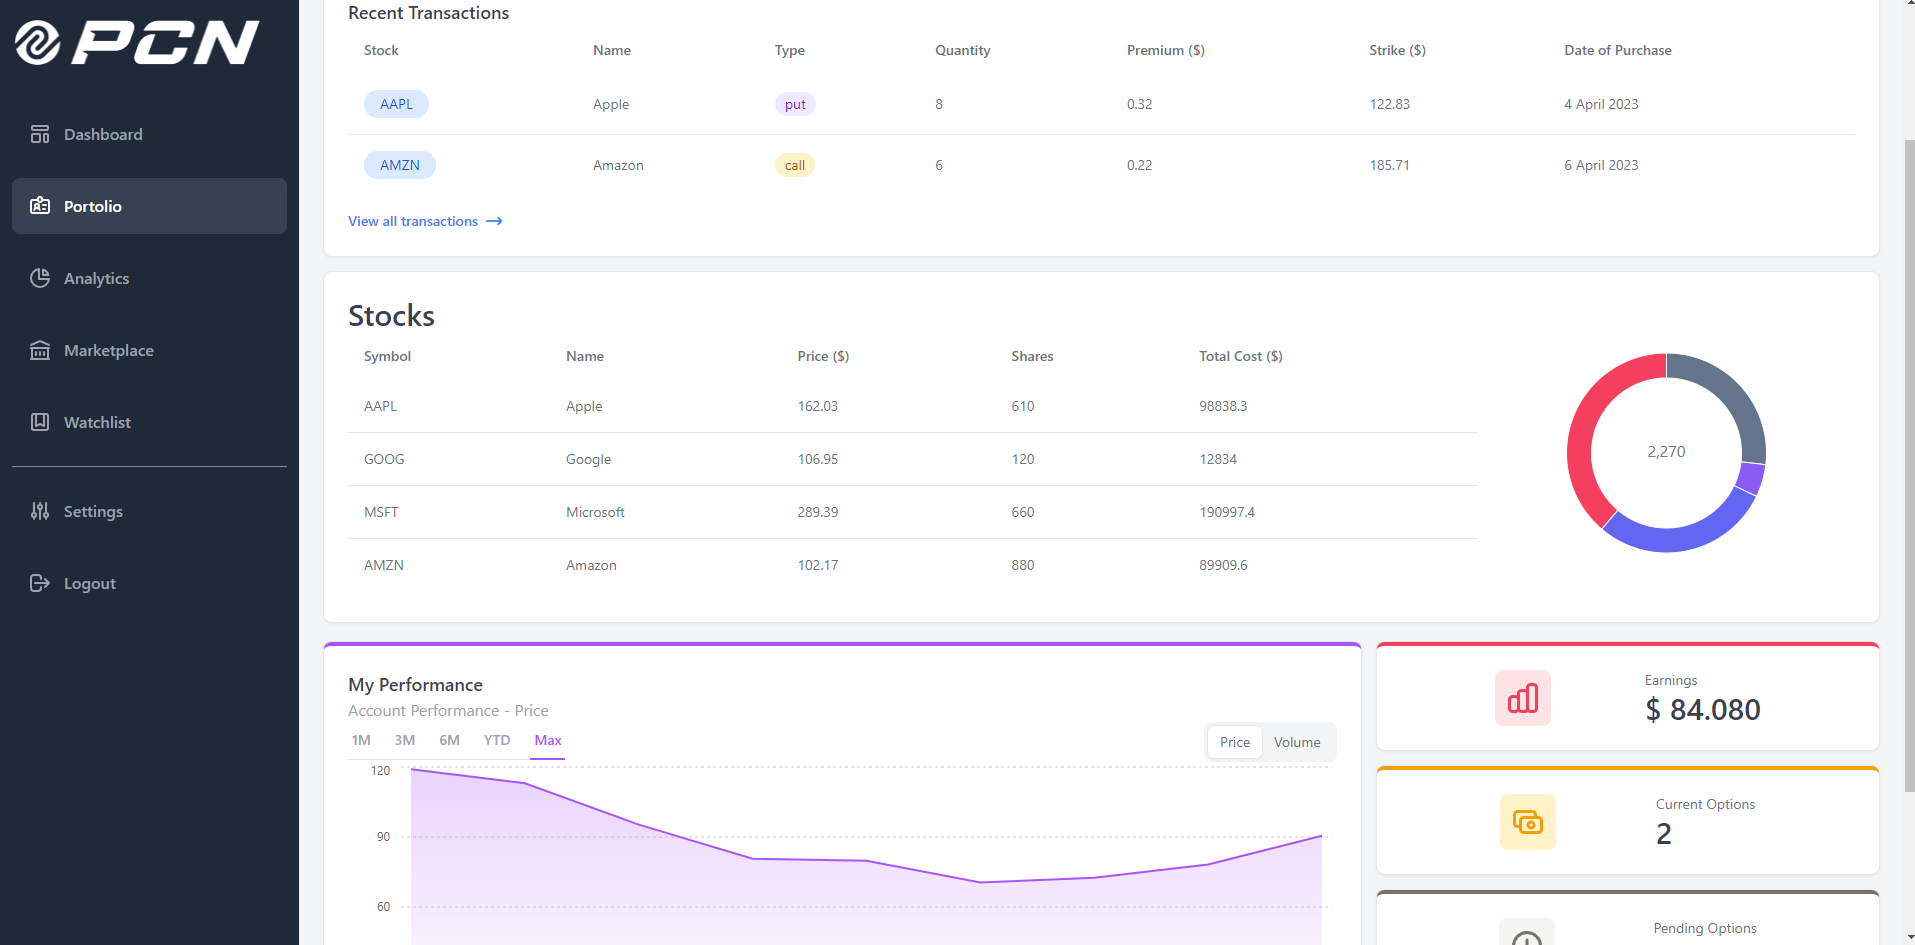 PCN
Dashboard
Portolio
Analytics
Marketplace
Watchlist
Settings
Logout
Recent Transactions
Stock Name Type Quantity Premium ($) Strike ($) Date of Purchase
AAPL Apple put 8 0.32 122.83 4 April 2023
AMZN Amazon call 6 0.22 185.71 6 April 2023
View all transactions →
Stocks
Symbol Name Price ($) Shares Total Cost ($)
AAPL Apple 162.03 610 98838.3
GOOG Google 106.95 120 12834
MSFT Microsoft 289.39 660 190997.4
AMZN Amazon 102.17 880 89909.6
2,270
My Performance
Account Performance - Price
1M 3M 6M YTD Max
Price Volume
120
90
60
Earnings
$ 84.080
Current Options
2
Pending Options